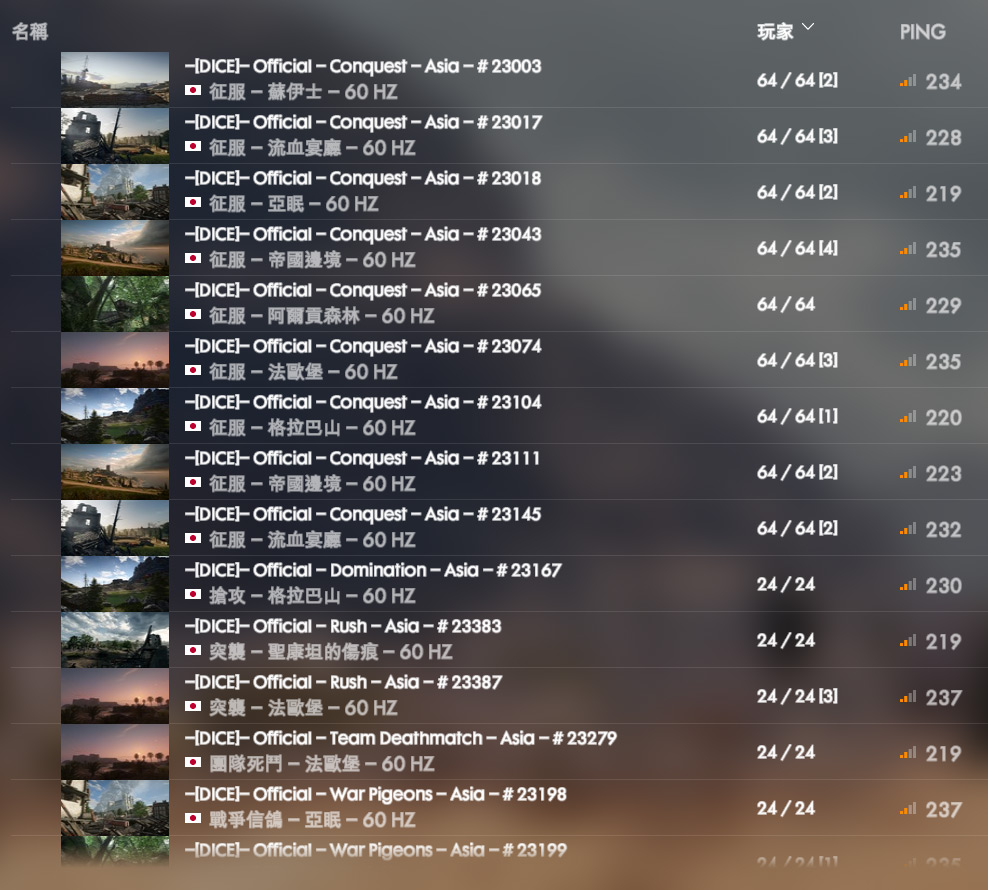 名稱 玩家 PING
–[DICE]– Official – Conquest – Asia – # 23003
征服 – 蘇伊士 – 60 HZ 64 / 64 [2] 234
–[DICE]– Official – Conquest – Asia – # 23017
征服 – 流血宴廳 – 60 HZ 64 / 64 [3] 228
–[DICE]– Official – Conquest – Asia – # 23018
征服 – 亞眠 – 60 HZ 64 / 64 [2] 219
–[DICE]– Official – Conquest – Asia – # 23043
征服 – 帝國邊境 – 60 HZ 64 / 64 [4] 235
–[DICE]– Official – Conquest – Asia – # 23065
征服 – 阿爾貢森林 – 60 HZ 64 / 64 229
–[DICE]– Official – Conquest – Asia – # 23074
征服 – 法歐堡 – 60 HZ 64 / 64 [3] 235
–[DICE]– Official – Conquest – Asia – # 23104
征服 – 格拉巴山 – 60 HZ 64 / 64 [1] 220
–[DICE]– Official – Conquest – Asia – # 23111
征服 – 帝國邊境 – 60 HZ 64 / 64 [2] 223
–[DICE]– Official – Conquest – Asia – # 23145
征服 – 流血宴廳 – 60 HZ 64 / 64 [2] 232
–[DICE]– Official – Domination – Asia – # 23167
搶攻 – 格拉巴山 – 60 HZ 24 / 24 230
–[DICE]– Official – Rush – Asia – # 23383
突襲 – 聖康坦的傷痕 – 60 HZ 24 / 24 219
–[DICE]– Official – Rush – Asia – # 23387
突襲 – 法歐堡 – 60 HZ 24 / 24 [3] 237
–[DICE]– Official – Team Deathmatch – Asia – # 23279
團隊死鬥 – 法歐堡 – 60 HZ 24 / 24 219
–[DICE]– Official – War Pigeons – Asia – # 23198
戰爭信鴿 – 亞眠 – 60 HZ 24 / 24 237
–[DICE]– Official – War Pigeons – Asia – # 23199
24 / 24 [1] 235